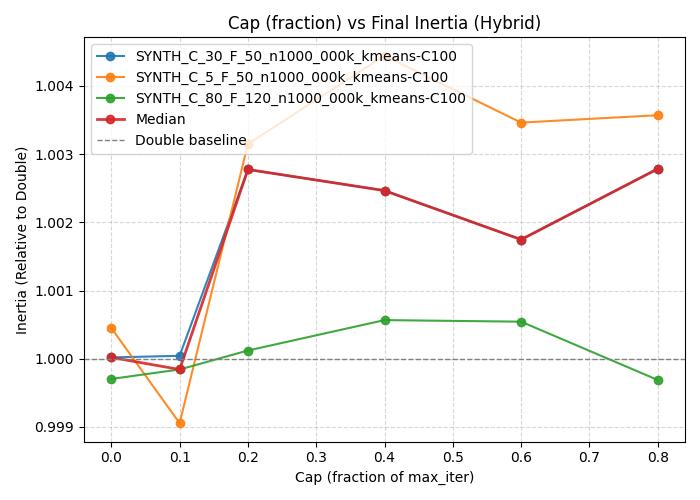 Cap (fraction) vs Final Inertia (Hybrid)
SYNTH_C_30_F_50_n1000_000k_kmeans-C100
SYNTH_C_5_F_50_n1000_000k_kmeans-C100
SYNTH_C_80_F_120_n1000_000k_kmeans-C100
Median
Double baseline
Inertia (Relative to Double)
1.004
1.003
1.002
1.001
1.000
0.999
0.0 0.1 0.2 0.3 0.4 0.5 0.6 0.7 0.8
Cap (fraction of max_iter)